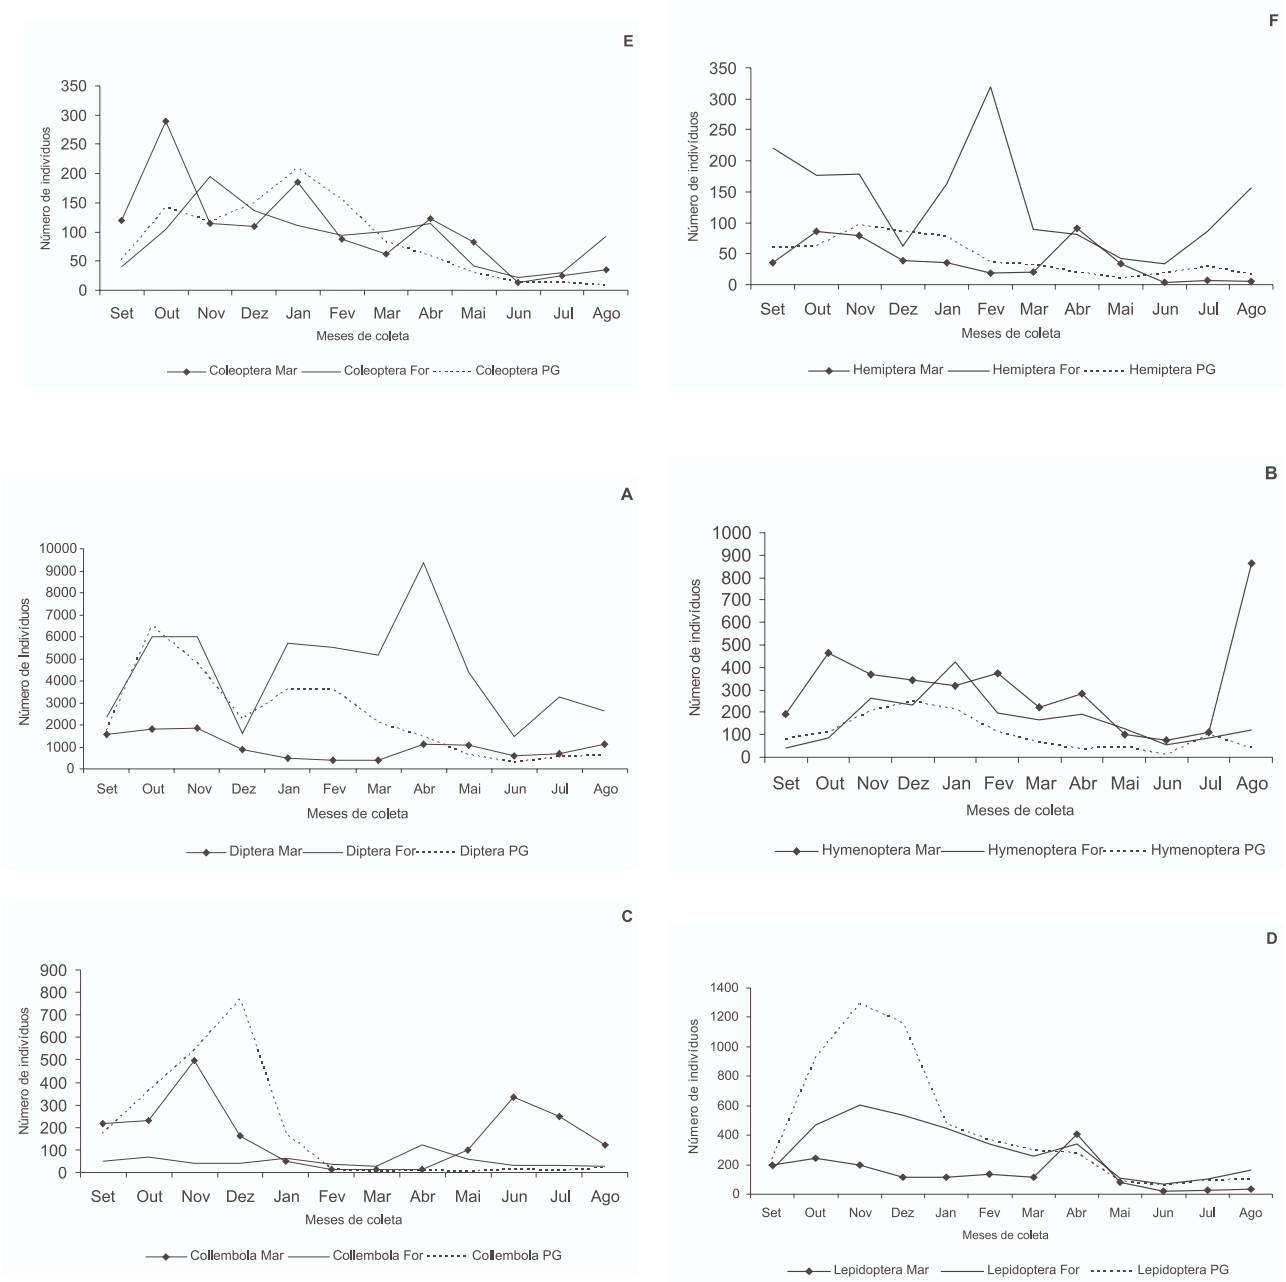 E
350
300
250
200
150
100
50
0
Número de indivíduos
Set Out Nov Dez Jan Fev Mar Abr Mai Jun Jul Ago
Meses de coleta
Coleoptera Mar Coleoptera For Coleoptera PG
F
350
300
250
200
150
100
50
0
Número de indivíduos
Set Out Nov Dez Jan Fev Mar Abr Mai Jun Jul Ago
Meses de coleta
Hemiptera Mar Hemiptera For Hemiptera PG
A
10000
9000
8000
7000
6000
5000
4000
3000
2000
1000
0
Número de Indivíduos
Set Out Nov Dez Jan Fev Mar Abr Mai Jun Jul Ago
Meses de coleta
Diptera Mar Diptera For Diptera PG
B
1000
900
800
700
600
500
400
300
200
100
0
Número de indivíduos
Set Out Nov Dez Jan Fev Mar Abr Mai Jun Jul Ago
Meses de coleta
Hymenoptera Mar Hymenoptera For Hymenoptera PG
C
900
800
700
600
500
400
300
200
100
0
Número de indivíduos
Set Out Nov Dez Jan Fev Mar Abr Mai Jun Jul Ago
Meses de coleta
Collembola Mar Collembola For Collembola PG
D
1400
1200
1000
800
600
400
200
0
Número de indivíduos
Set Out Nov Dez Jan Fev Mar Abr Mai Jun Jul Ago
Meses de coleta
Lepidoptera Mar Lepidoptera For Lepidoptera PG